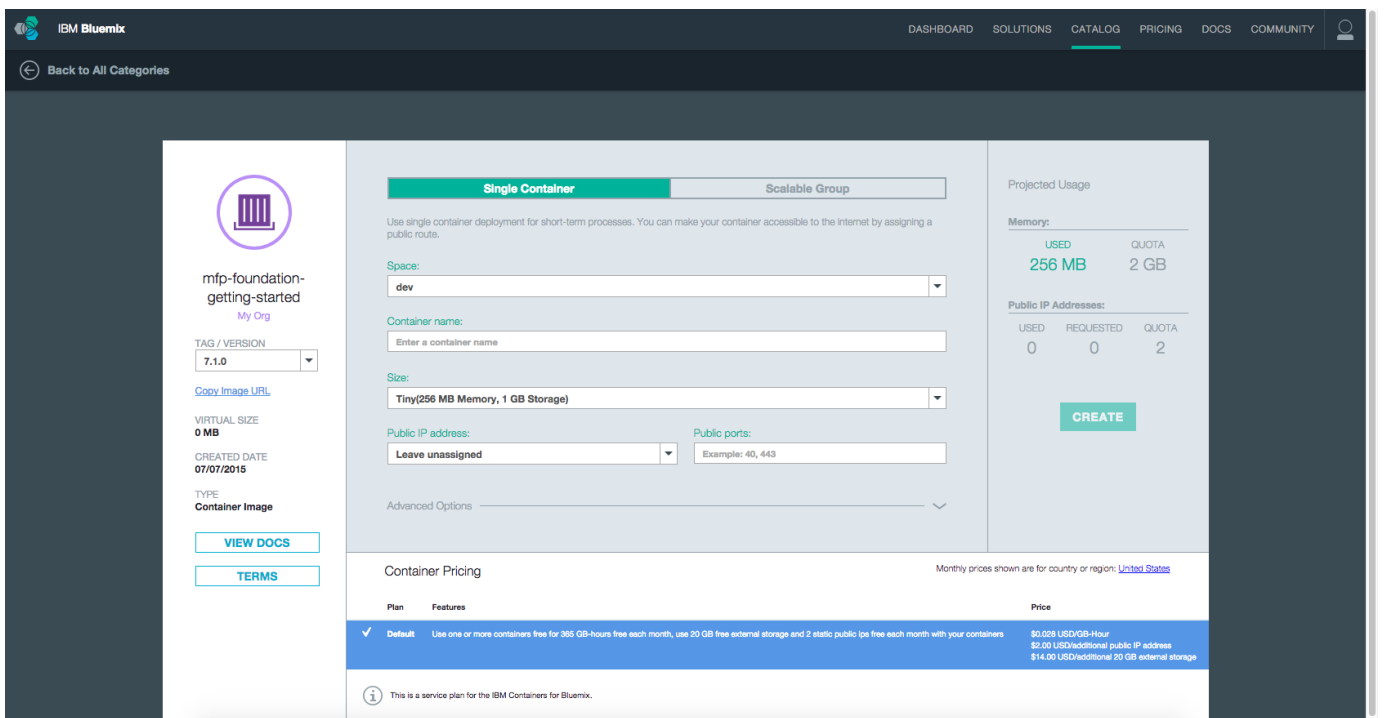 IBM Bluemix
DASHBOARD SOLUTIONS CATALOG PRICING DOCS COMMUNITY
Back to All Categories
mfp-foundation-
getting-started
My Org
TAG / VERSION
7.1.0
Copy Image URL
VIRTUAL SIZE
0 MB
CREATED DATE
07/07/2015
TYPE
Container Image
VIEW DOCS
TERMS
Single Container Scalable Group
Use single container deployment for short-term processes. You can make your container accessible to the internet by assigning a
public route.
Space:
dev
Container name:
Enter a container name
Size:
Tiny(256 MB Memory, 1 GB Storage)
Public IP address: Public ports:
Leave unassigned Example: 40, 443
Advanced Options
Projected Usage
Memory:
USED QUOTA
256 MB 2 GB
Public IP Addresses:
USED REQUESTED QUOTA
0 0 2
CREATE
Container Pricing
Monthly prices shown are for country or region: United States
Plan Features Price
Default Use one or more containers free for 365 GB-hours free each month, use 20 GB free external storage and 2 static public ips free each month with your containers $0.028 USD/GB-Hour
$2.00 USD/additional public IP address
$14.00 USD/additional 20 GB external storage
This is a service plan for the IBM Containers for Bluemix.